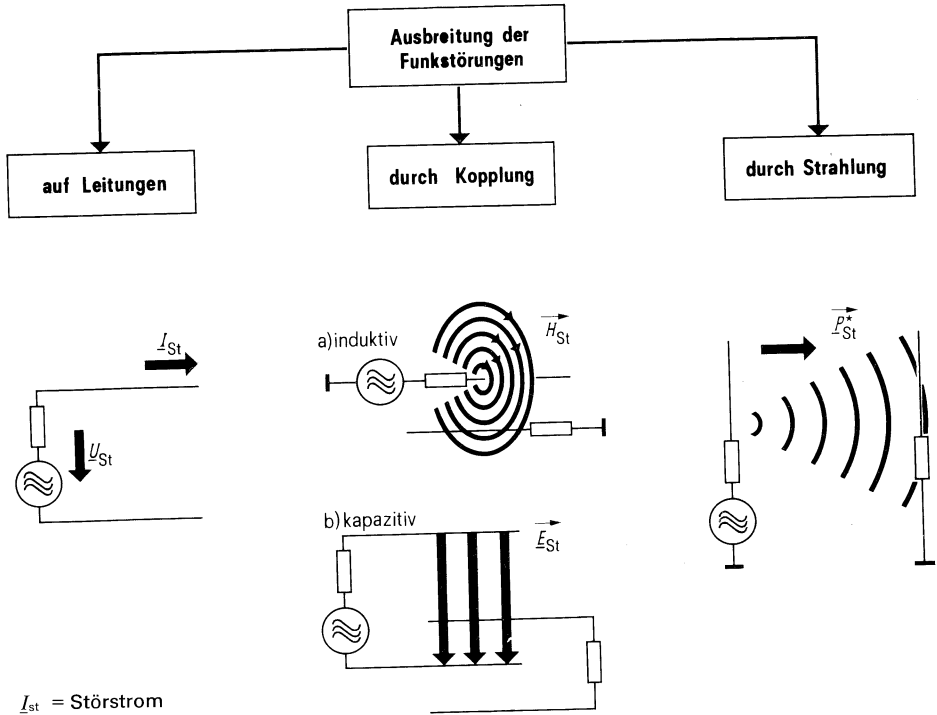 Ausbreitung der
Funkstörungen
auf Leitungen
durch Kopplung
durch Strahlung
I_St
U_St
a) induktiv
H_St
P*_St
b) kapazitiv
E_St
I_st = Störstrom